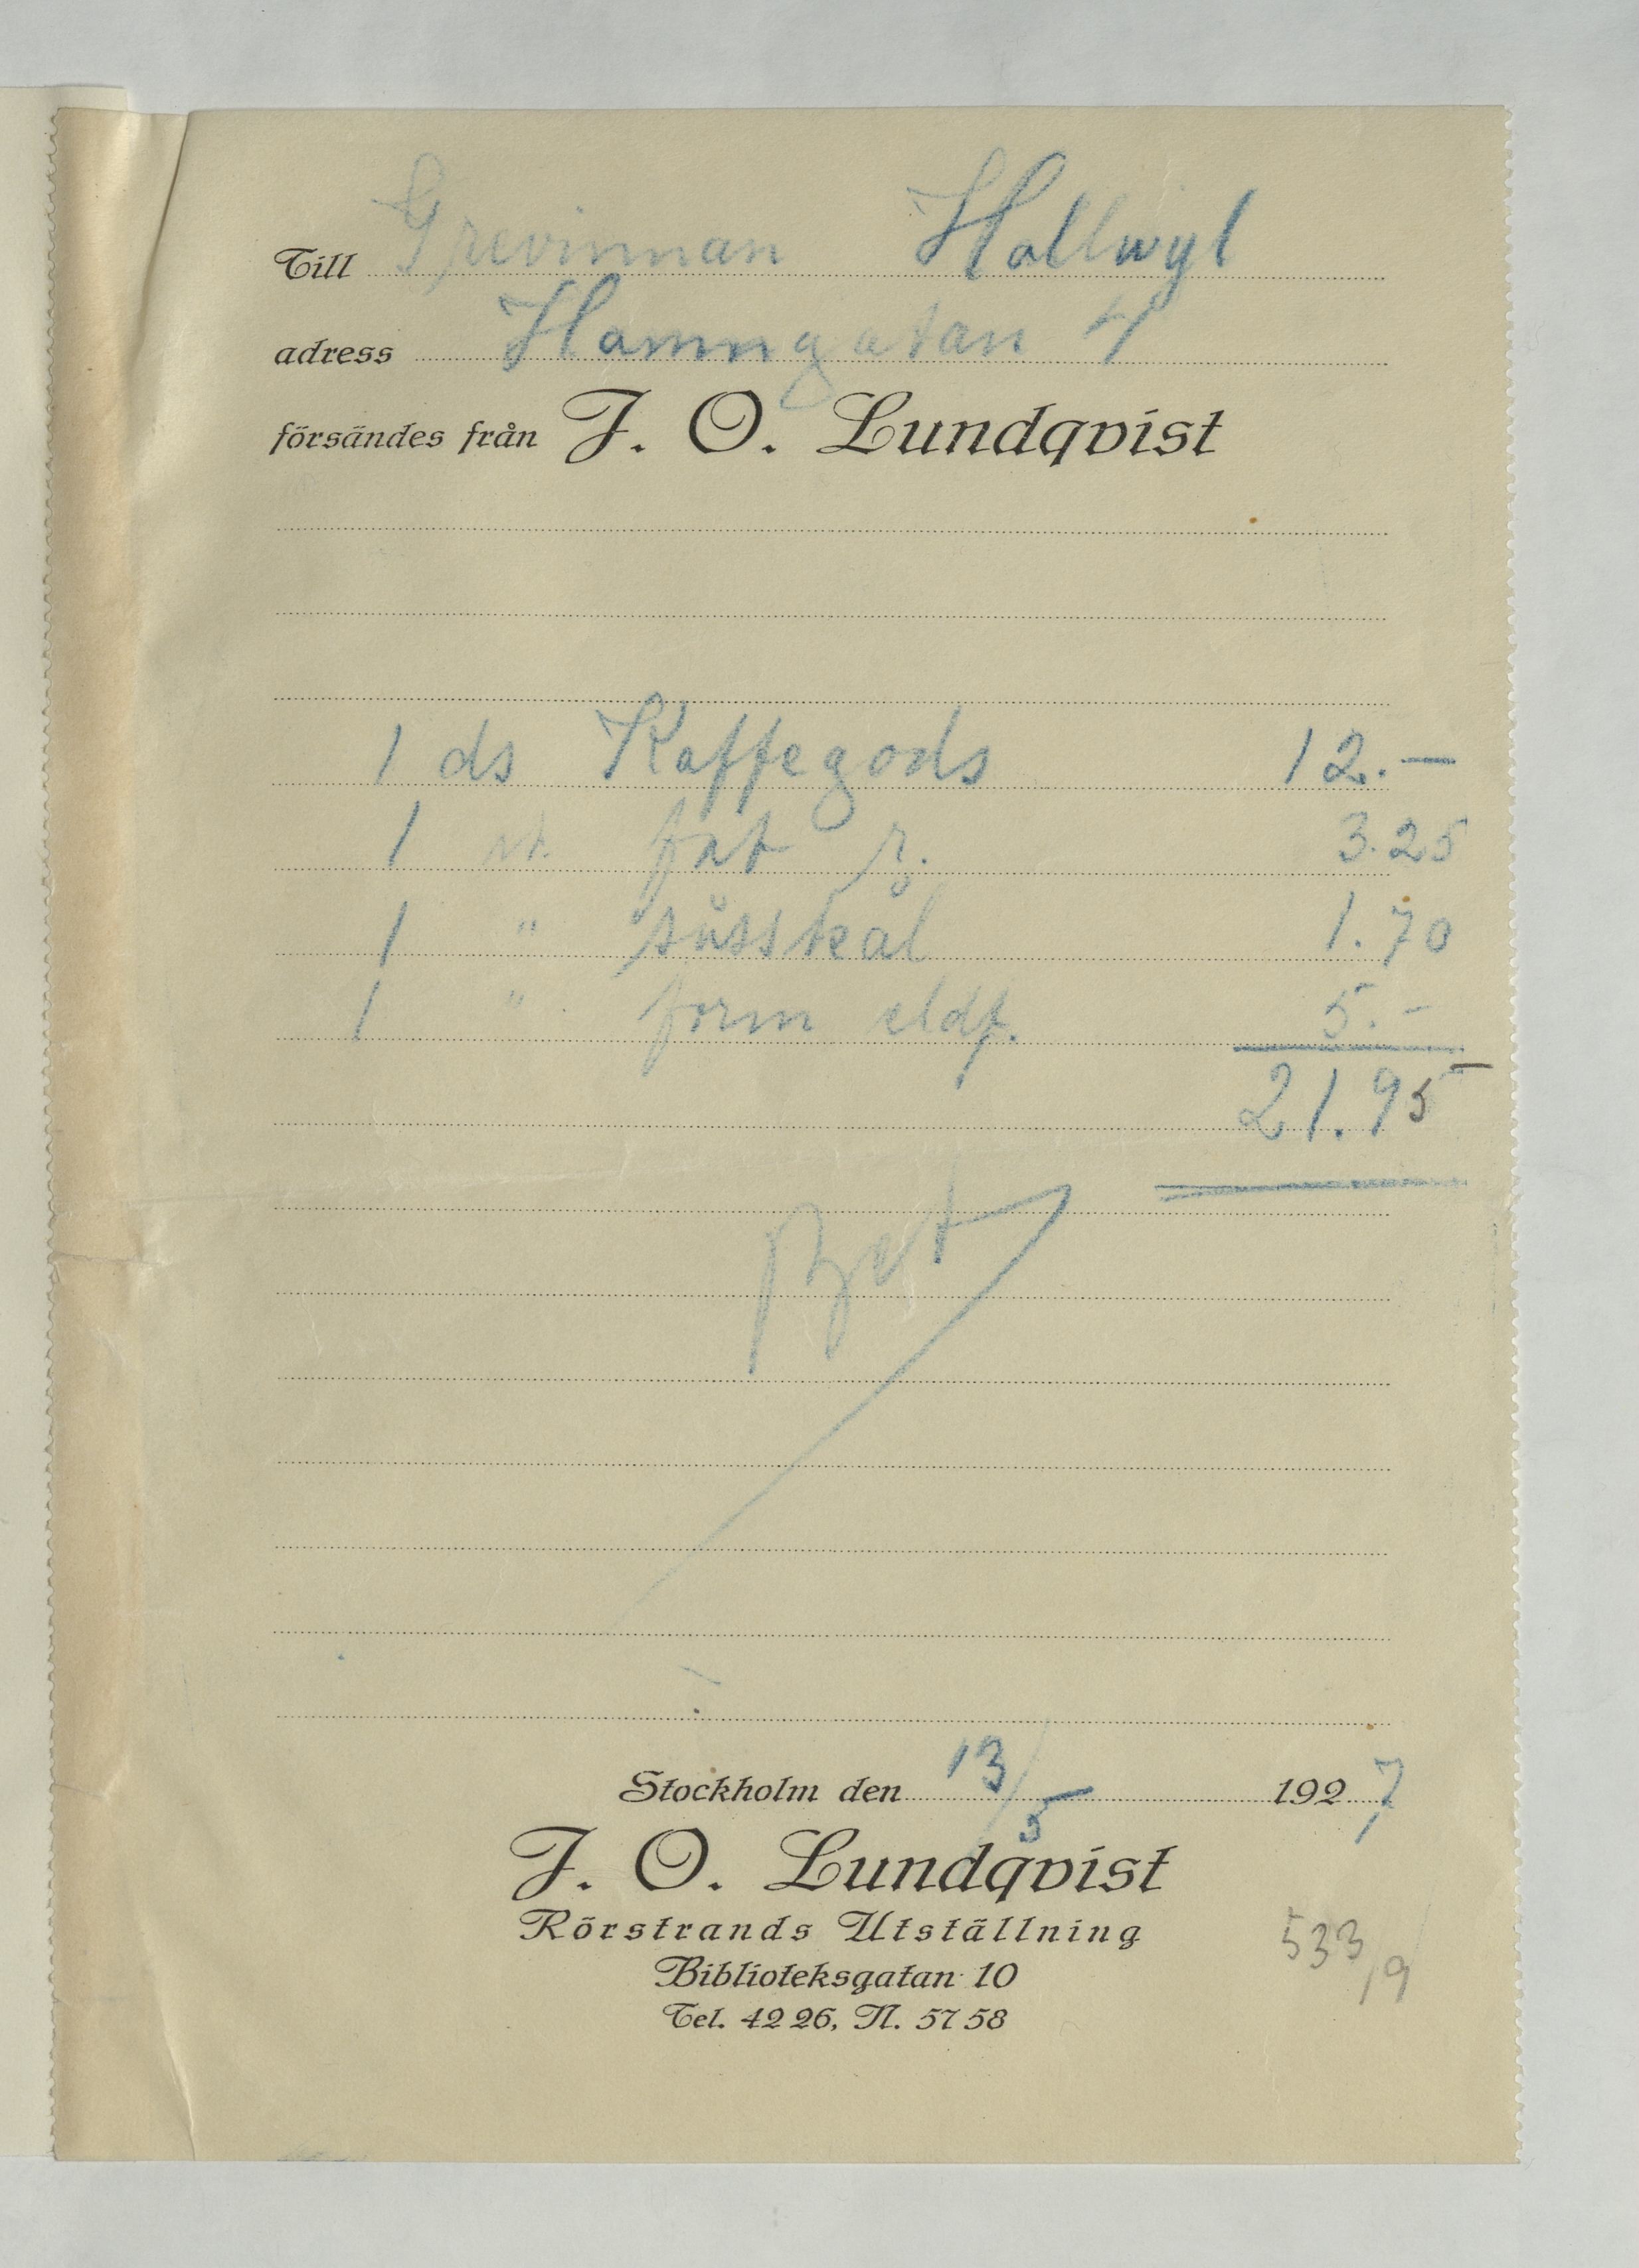 Till Grevinnan Hallwyl
adress Hamngatan 4
försändes från J. O. Lundqvist
1 ds Kaffegods 12.—
1 st. fat r. 3.25
1 " såsskål 1.70
1 " form eldf. 5.-
21.95
Bet
Stockholm den 13/5 1927
J. O. Lundqvist
Rörstrands Utställning
Biblioteksgatan 10
Tel. 42 26, N. 57 58
533/9